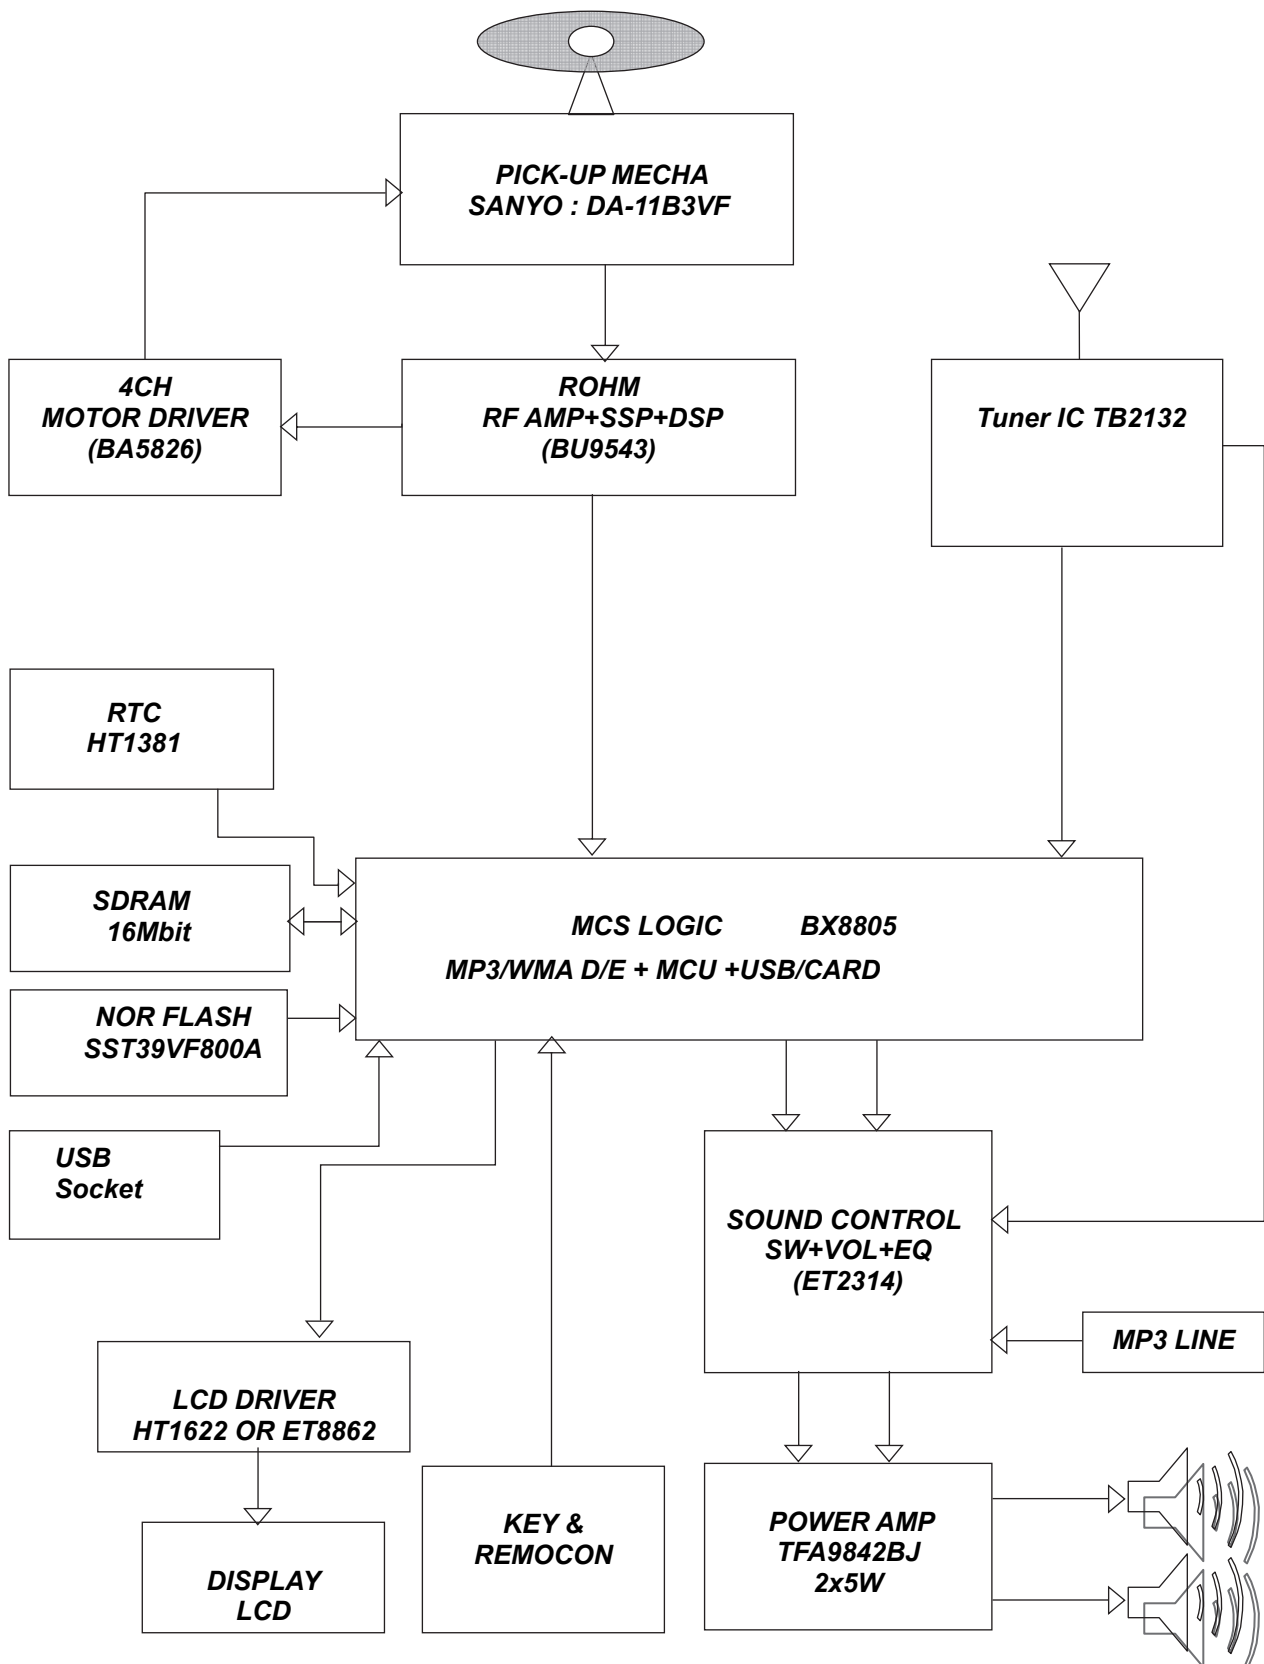 PICK-UP MECHA
SANYO : DA-11B3VF
4CH
MOTOR DRIVER
(BA5826)
ROHM
RF AMP+SSP+DSP
(BU9543)
Tuner IC TB2132
RTC
HT1381
SDRAM
16Mbit
MCS LOGIC BX8805
MP3/WMA D/E + MCU +USB/CARD
NOR FLASH
SST39VF800A
USB
Socket
SOUND CONTROL
SW+VOL+EQ
(ET2314)
MP3 LINE
LCD DRIVER
HT1622 OR ET8862
KEY &
REMOCON
POWER AMP
TFA9842BJ
2x5W
DISPLAY
LCD